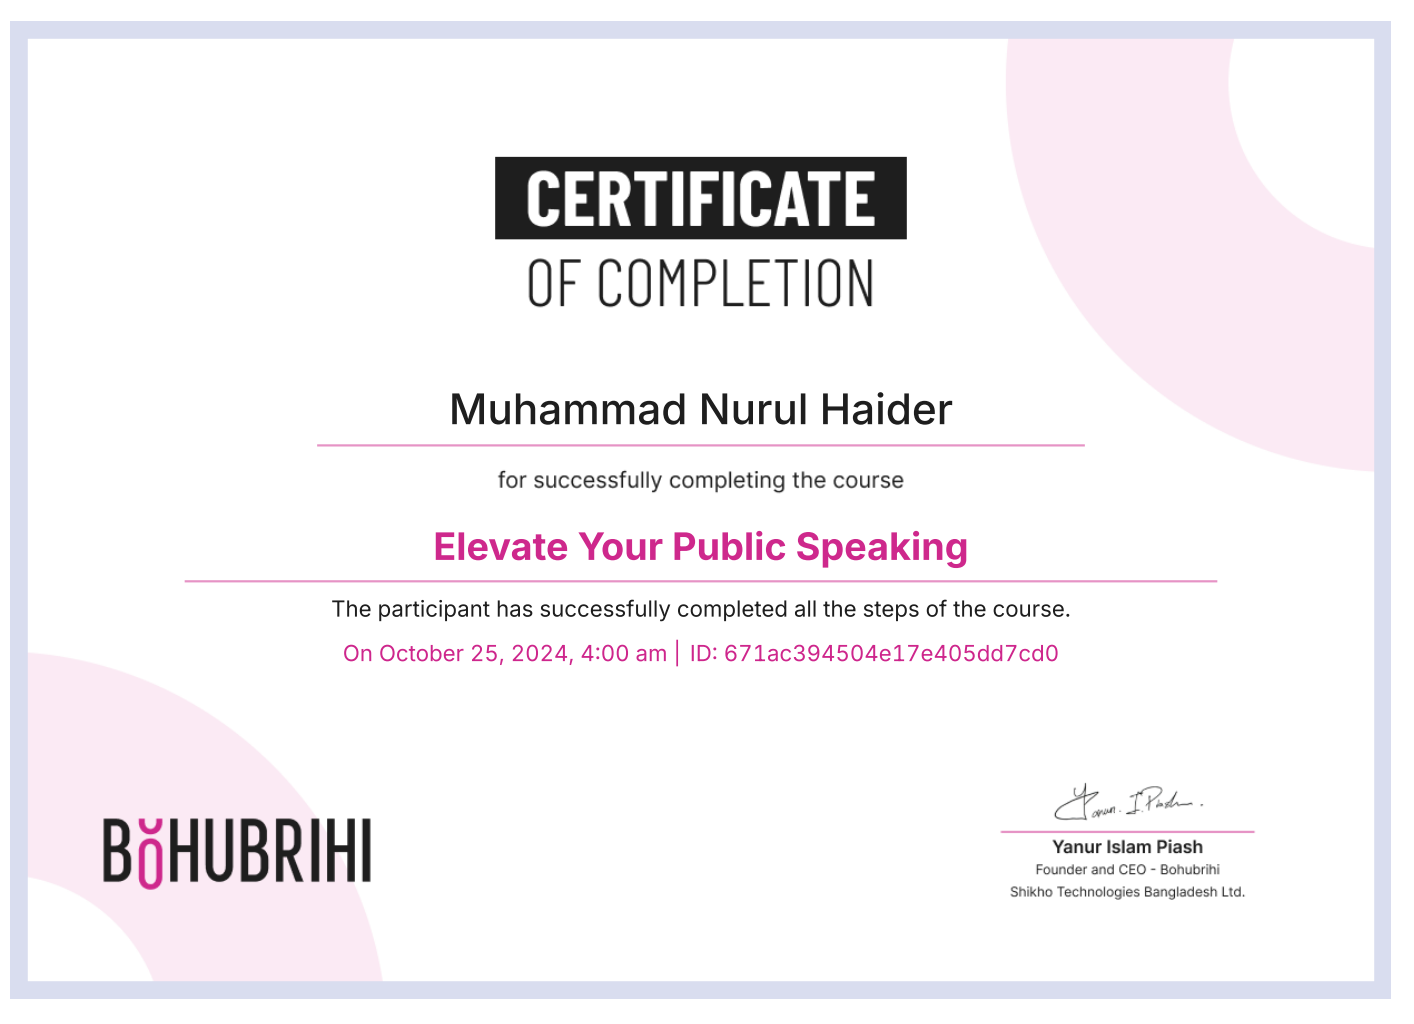 CERTIFICATE
OF COMPLETION
Muhammad Nurul Haider
for successfully completing the course
Elevate Your Public Speaking
The participant has successfully completed all the steps of the course.
On October 25, 2024, 4:00 am | ID: 671ac394504e17e405dd7cd0
BOHUBRIHI
Yanur. I. Piash.
Yanur Islam Piash
Founder and CEO - Bohubrihi
Shikho Technologies Bangladesh Ltd.